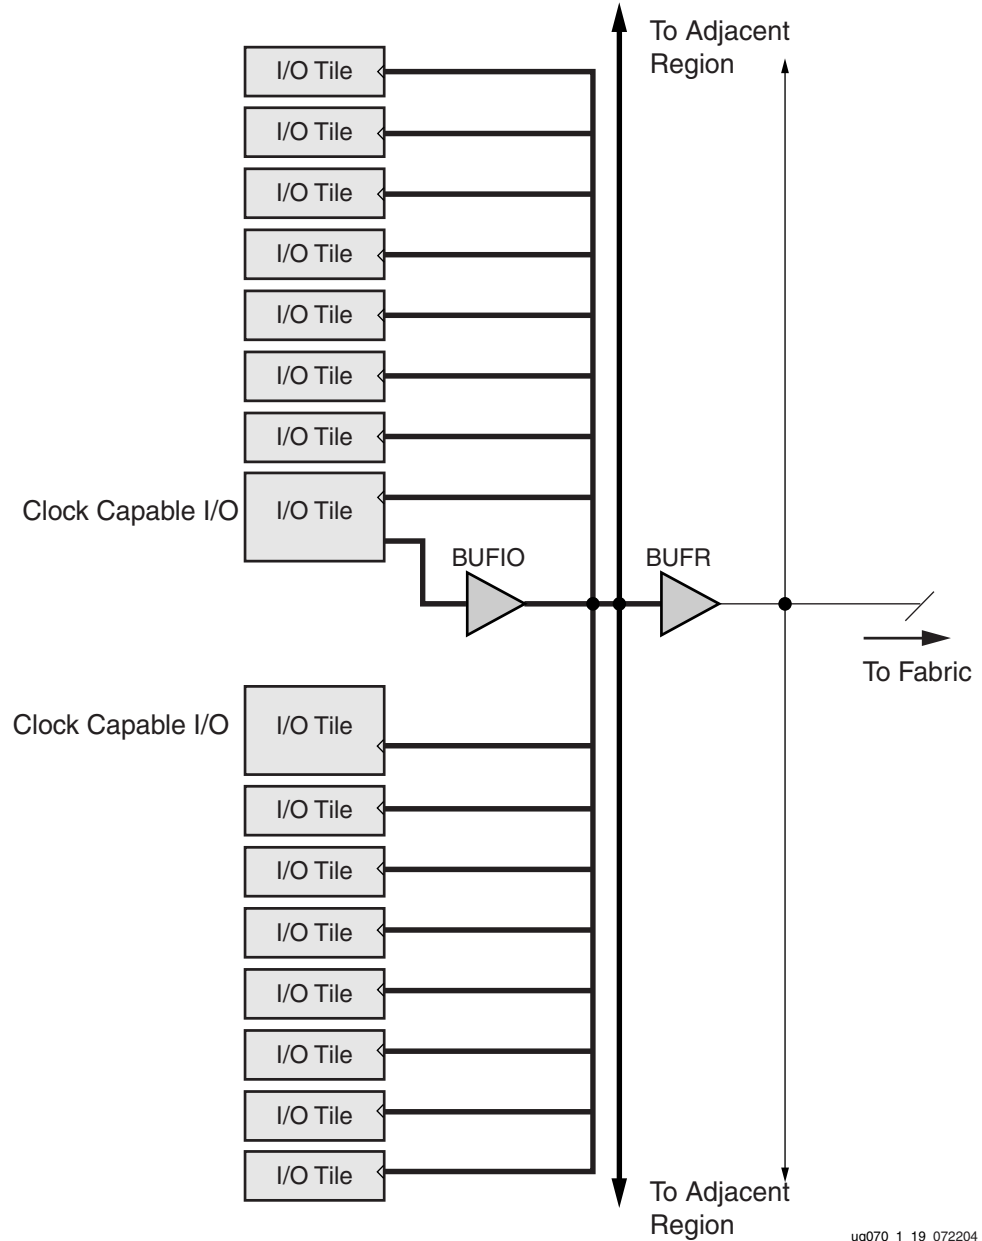 To Adjacent
Region
I/O Tile
I/O Tile
I/O Tile
I/O Tile
I/O Tile
I/O Tile
I/O Tile
Clock Capable I/O
I/O Tile
BUFIO
BUFR
To Fabric
Clock Capable I/O
I/O Tile
I/O Tile
I/O Tile
I/O Tile
I/O Tile
I/O Tile
I/O Tile
I/O Tile
To Adjacent
Region
ug070_1_19_072204